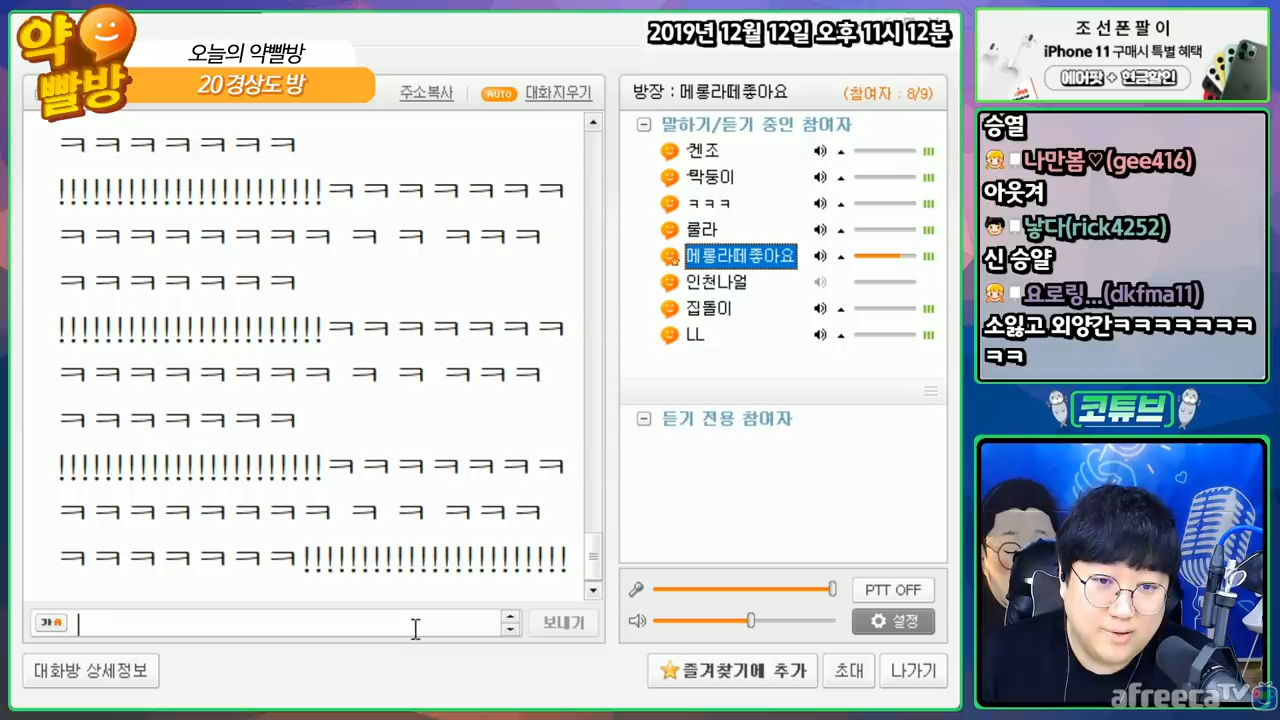 약빨방
오늘의 약빨방
20 경상도 방
2019년 12월 12일 오후 11시 12분
주소복사
AUTO
대화지우기
ㅋㅋㅋㅋㅋㅋㅋ
!!!!!!!!!!!!!!!!!!!!!!!ㅋㅋㅋㅋㅋㅋㅋ
ㅋㅋㅋㅋㅋㅋㅋㅋ ㅋ ㅋ ㅋㅋㅋ
ㅋㅋㅋㅋㅋㅋㅋ
!!!!!!!!!!!!!!!!!!!!!!!ㅋㅋㅋㅋㅋㅋㅋ
ㅋㅋㅋㅋㅋㅋㅋㅋ ㅋ ㅋ ㅋㅋㅋ
ㅋㅋㅋㅋㅋㅋㅋ
!!!!!!!!!!!!!!!!!!!!!!!ㅋㅋㅋㅋㅋㅋㅋ
ㅋㅋㅋㅋㅋㅋㅋㅋ ㅋ ㅋ ㅋㅋㅋ
ㅋㅋㅋㅋㅋㅋㅋ!!!!!!!!!!!!!!!!!!!!!!!
보내기
대화방 상세정보
방장 : 메롱라떼좋아요
(참여자 : 8/9)
말하기/듣기 중인 참여자
켄조
막둥이
ㅋㅋㅋ
룰라
메롱라떼좋아요
인천나얼
집돌이
LL
듣기 전용 참여자
PTT OFF
설정
즐겨찾기에 추가
초대
나가기
조선폰팔이
iPhone 11 구매시 특별 혜택
에어팟 + 현금할인
승열
나만봄♡(gee416)
아웃겨
낳다(rick4252)
신 승얄
요로링...(dkfma11)
소잃고 외양간ㅋㅋㅋㅋㅋㅋㅋ
ㅋㅋ
코튜브
afreecaTV